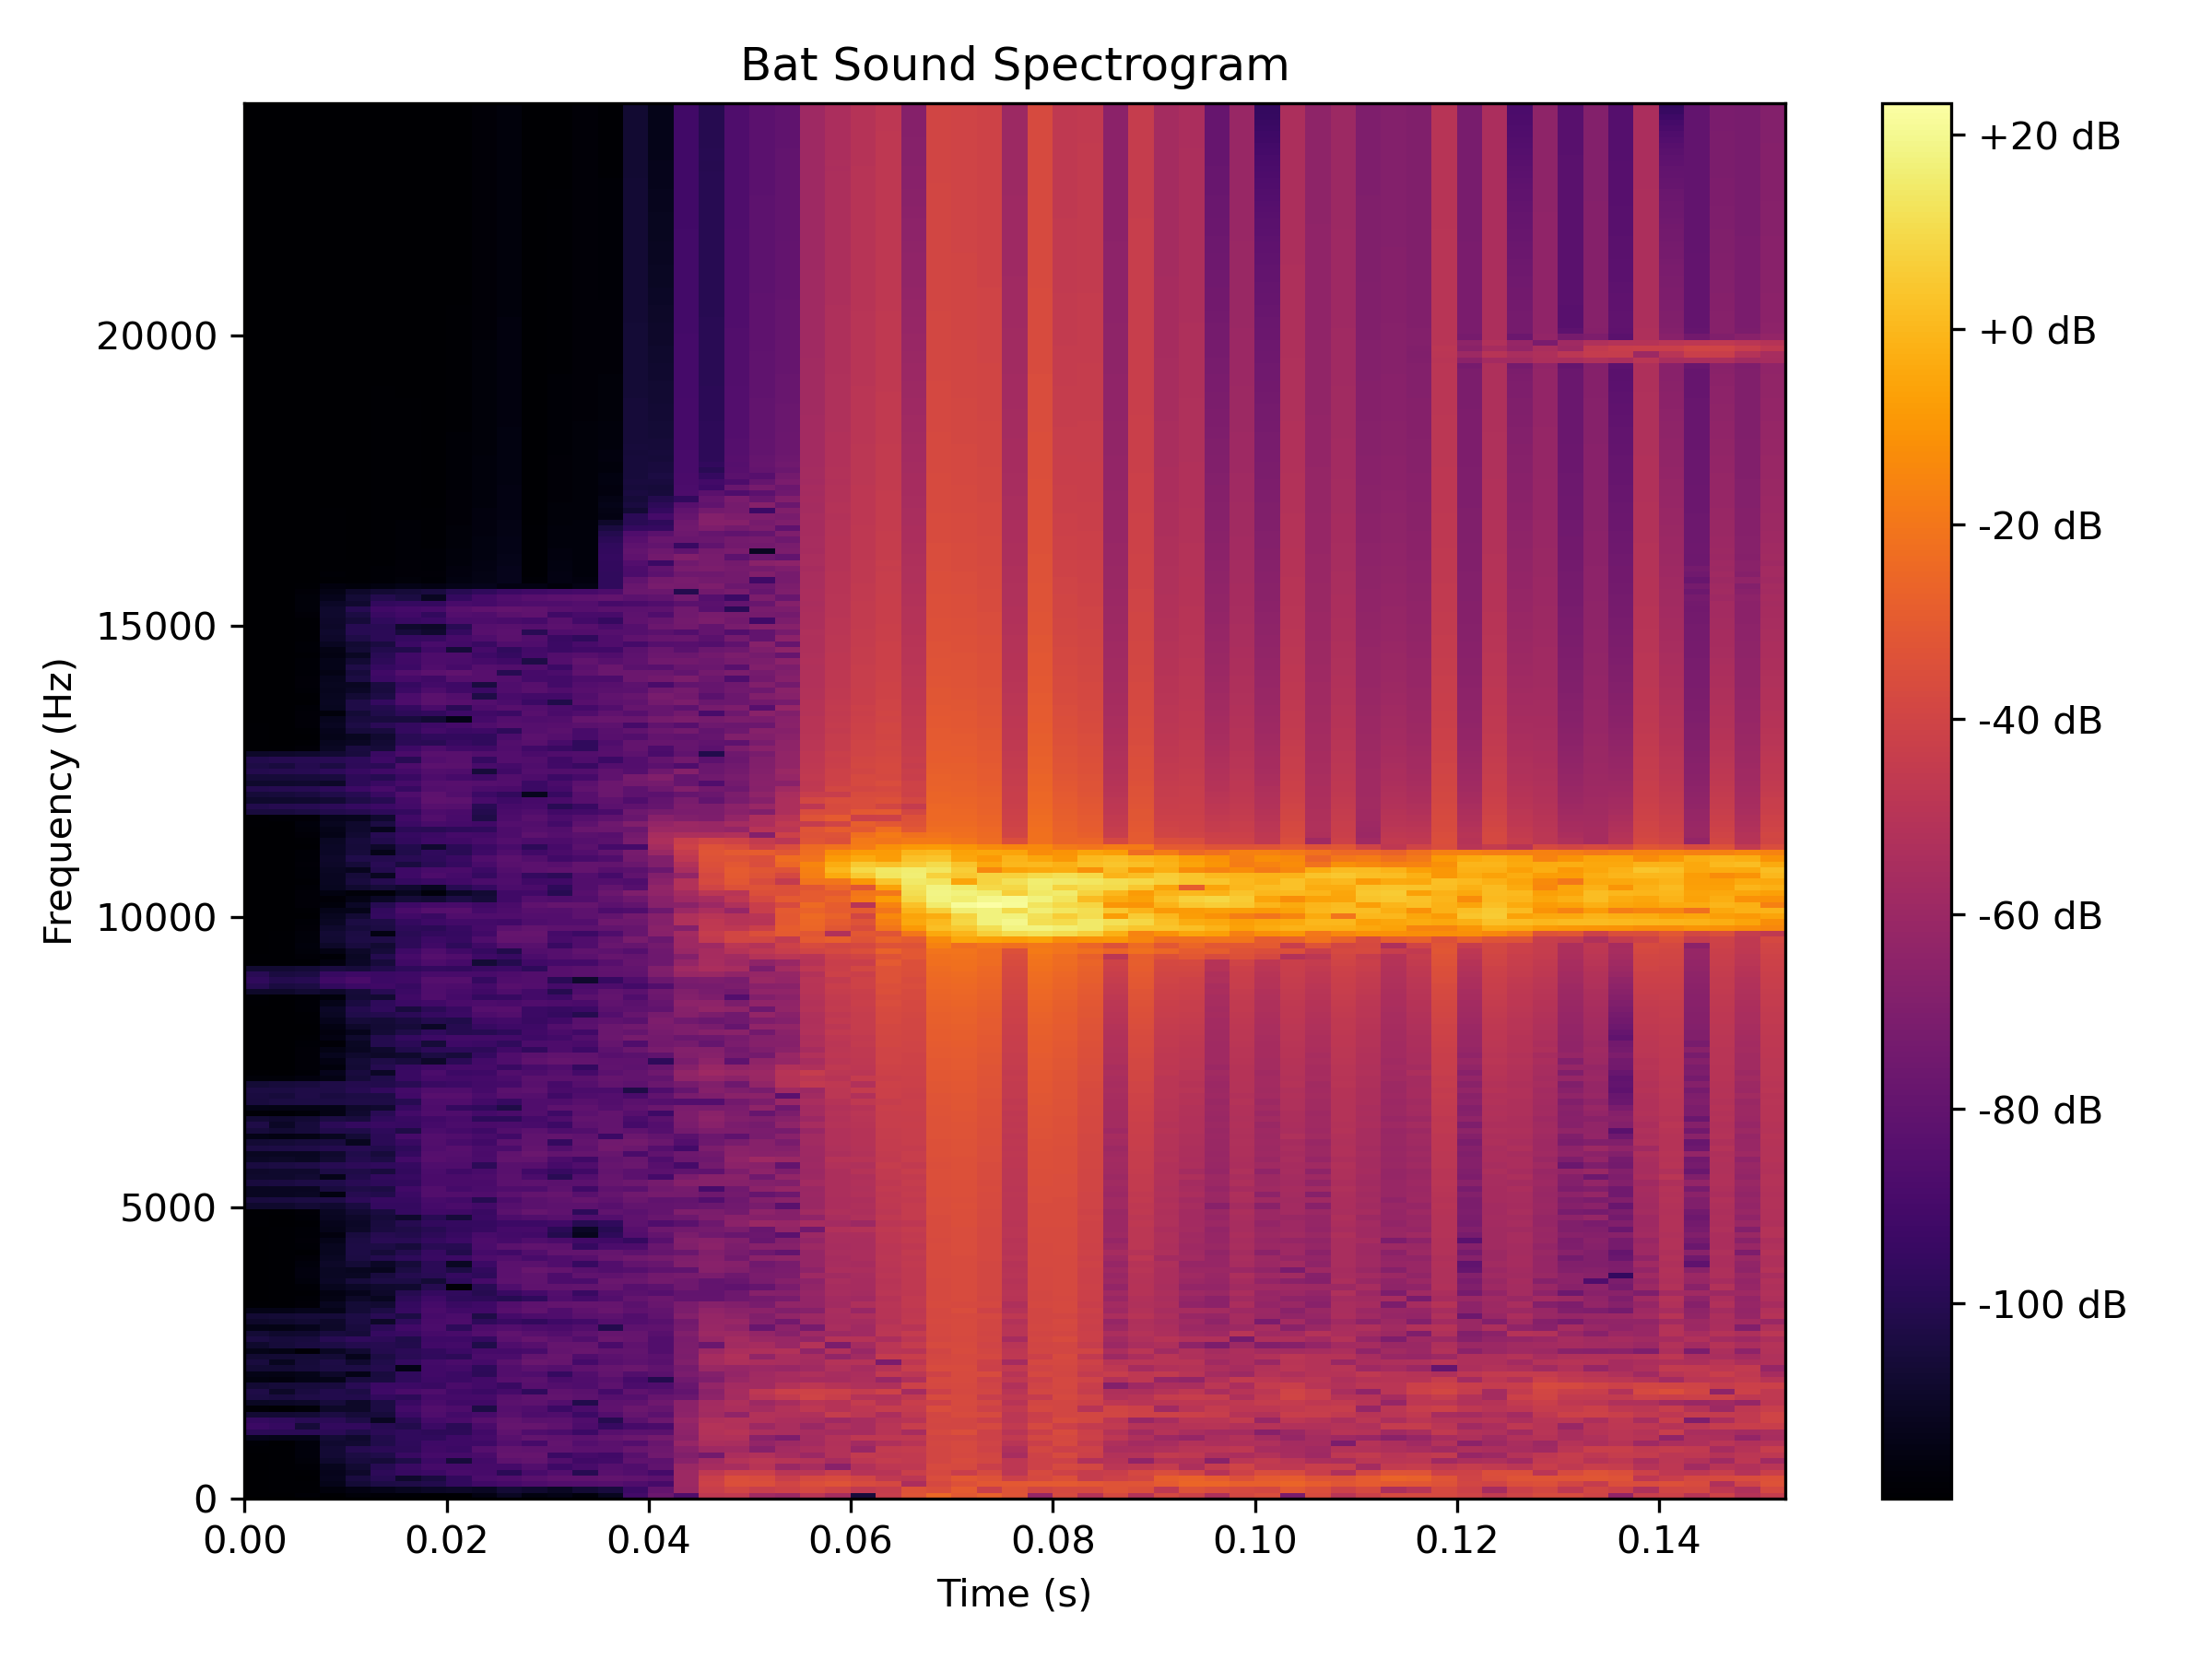 Bat Sound Spectrogram
Frequency (Hz)
20000
15000
10000
5000
0
0.00 0.02 0.04 0.06 0.08 0.10 0.12 0.14
Time (s)
+20 dB
+0 dB
-20 dB
-40 dB
-60 dB
-80 dB
-100 dB